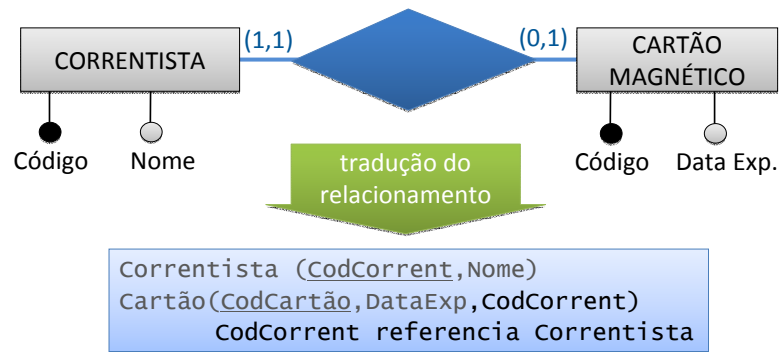 (1,1)
(0,1)
CORRENTISTA
CARTÃO
MAGNÉTICO
Código
Nome
Código
Data Exp.
tradução do
relacionamento
Correntista (CodCorrent,Nome)
Cartão(CodCartão,DataExp,CodCorrent)
CodCorrent referencia Correntista